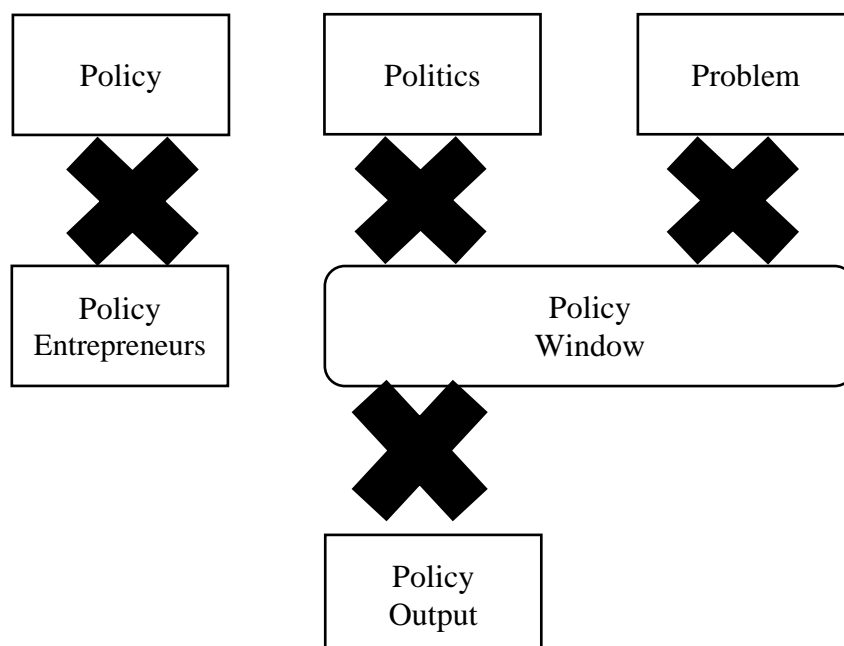 Policy
Politics
Problem
Policy
Entrepreneurs
Policy
Window
Policy
Output